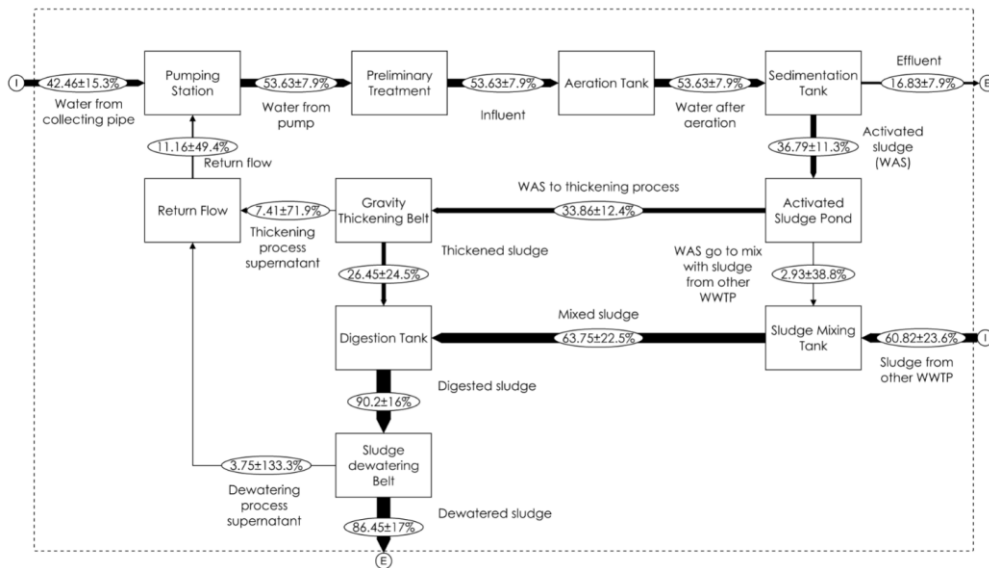 Effluent
I
42.46±15.3%
Pumping
Station
53.63±7.9%
Preliminary
Treatment
53.63±7.9%
Aeration Tank
53.63±7.9%
Sedimentation
Tank
16.83±7.9%
E
Water from
collecting pipe
Water from
pump
Influent
Water after
aeration
Activated
sludge
(WAS)
36.79±11.3%
11.16±49.4%
Return flow
WAS to thickening process
Return Flow
7.41±71.9%
Gravity
Thickening Belt
33.86±12.4%
Activated
Sludge Pond
Thickening
process
supernatant
Thickened sludge
WAS go to mix
with sludge
from other
WWTP
26.45±24.5%
2.93±38.8%
Mixed sludge
Digestion Tank
63.75±22.5%
Sludge Mixing
Tank
60.82±23.6%
I
Sludge from
other WWTP
Digested sludge
90.2±16%
Sludge
dewatering
Belt
3.75±133.3%
Dewatering
process
supernatant
Dewatered sludge
86.45±17%
E